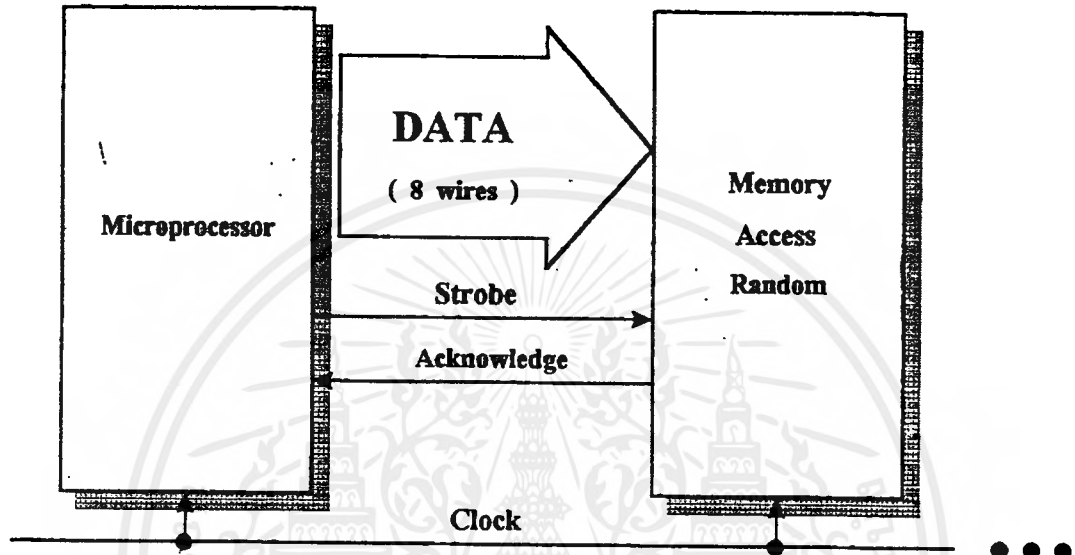 Microprocessor
DATA
( 8 wires )
Strobe
Acknowledge
Memory
Access
Random
Clock